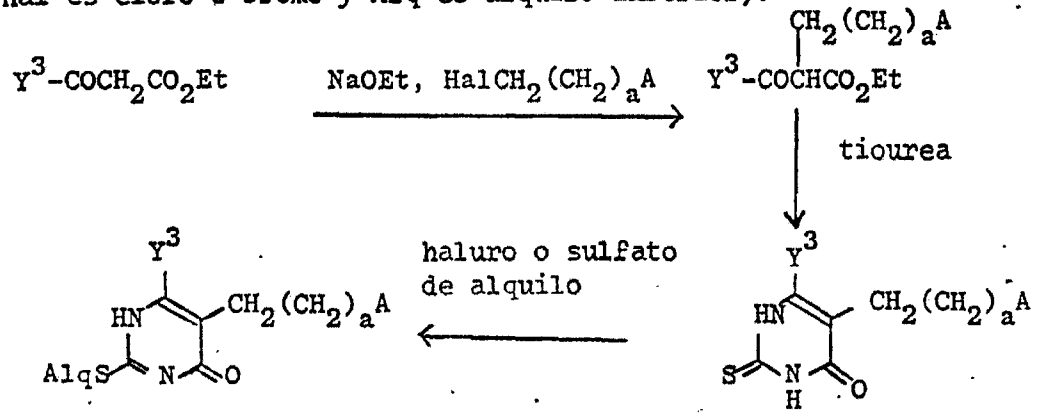 Hal es cloro o bromo y Alq es alquilo inferior).
CH2(CH2)aA
Y3-COCH2CO2Et NaOEt, HalCH2(CH2)aA Y3-COCHCO2Et
tiourea
Y3 haluro o sulfato Y3
de alquilo
CH2(CH2)aA CH2(CH2)aA
HN HN
AlqS N O S N O
H